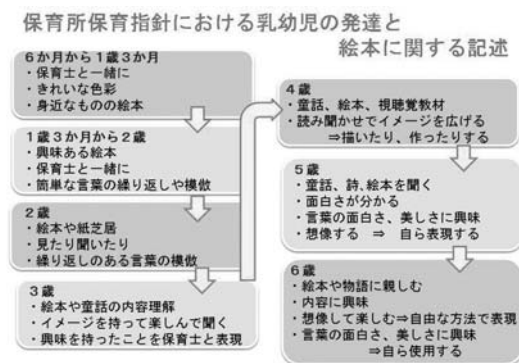 保育所保育指針における乳幼児の発達と
絵本に関する記述
6か月から1歳3か月
・保育士と一緒に
・きれいな色彩
・身近なものの絵本
1歳3か月から2歳
・興味ある絵本
・保育士と一緒に
・簡単な言葉の繰り返しや模倣
2歳
・絵本や紙芝居
・見たり聞いたり
・繰り返しのある言葉の模倣
3歳
・絵本や童話の内容理解
・イメージを持って楽しんで聞く
・興味を持ったことを保育士と表現
4歳
・童話、絵本、視聴覚教材
・読み聞かせでイメージを広げる
⇒描いたり、作ったりする
5歳
・童話、詩、絵本を聞く
・面白さが分かる
・言葉の面白さ、美しさに興味
・想像する ⇒ 自ら表現する
6歳
・絵本や物語に親しむ
・内容に興味
・想像して楽しむ⇒自由な方法で表現
・言葉の面白さ、美しさに興味
⇒自ら使用する